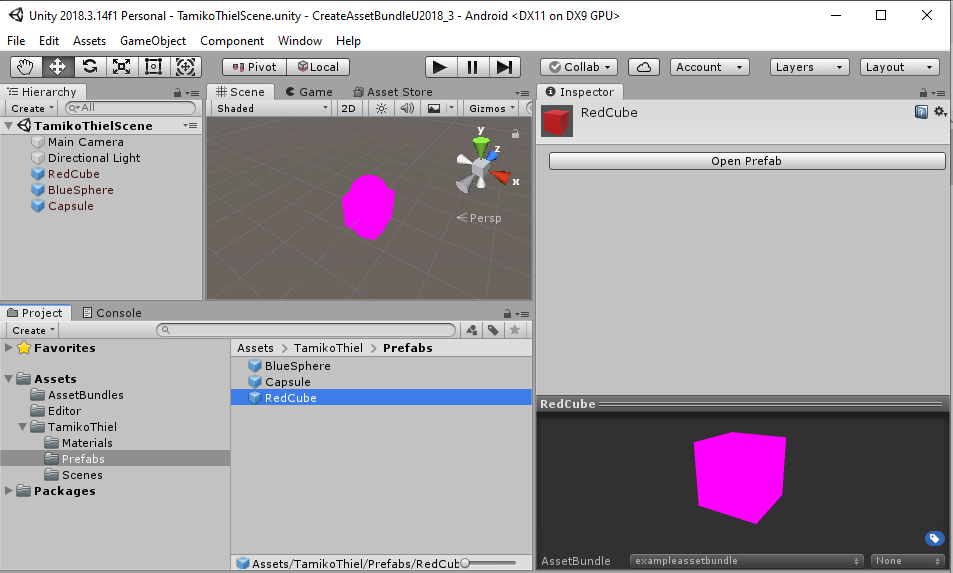 Unity 2018.3.14f1 Personal - TamikoThielScene.unity - CreateAssetBundleU2018_3 - Android <DX11 on DX9 GPU>
File Edit Assets GameObject Component Window Help
Pivot Local Collab Account Layers Layout
Hierarchy
Create All
TamikoThielScene
Main Camera
Directional Light
RedCube
BlueSphere
Capsule
Scene Game Asset Store
Shaded 2D Gizmos
y
z
x
Persp
Inspector
RedCube
Open Prefab
Project Console
Create
Favorites
Assets
AssetBundles
Editor
TamikoThiel
Materials
Prefabs
Scenes
Packages
Assets > TamikoThiel > Prefabs
BlueSphere
Capsule
RedCube
Assets/TamikoThiel/Prefabs/RedCub
RedCube
AssetBundle exampleassetbundle None